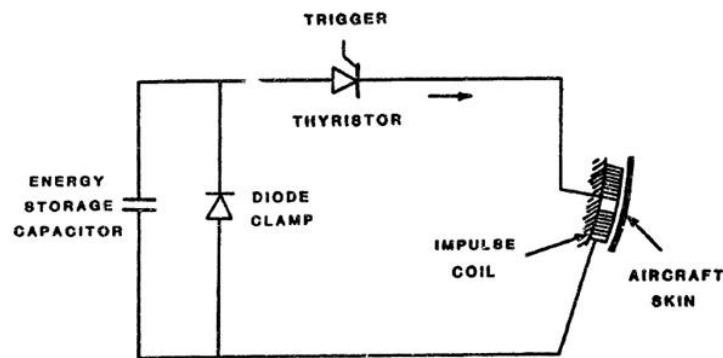 TRIGGER
THYRISTOR
ENERGY
STORAGE
CAPACITOR
DIODE
CLAMP
IMPULSE
COIL
AIRCRAFT
SKIN